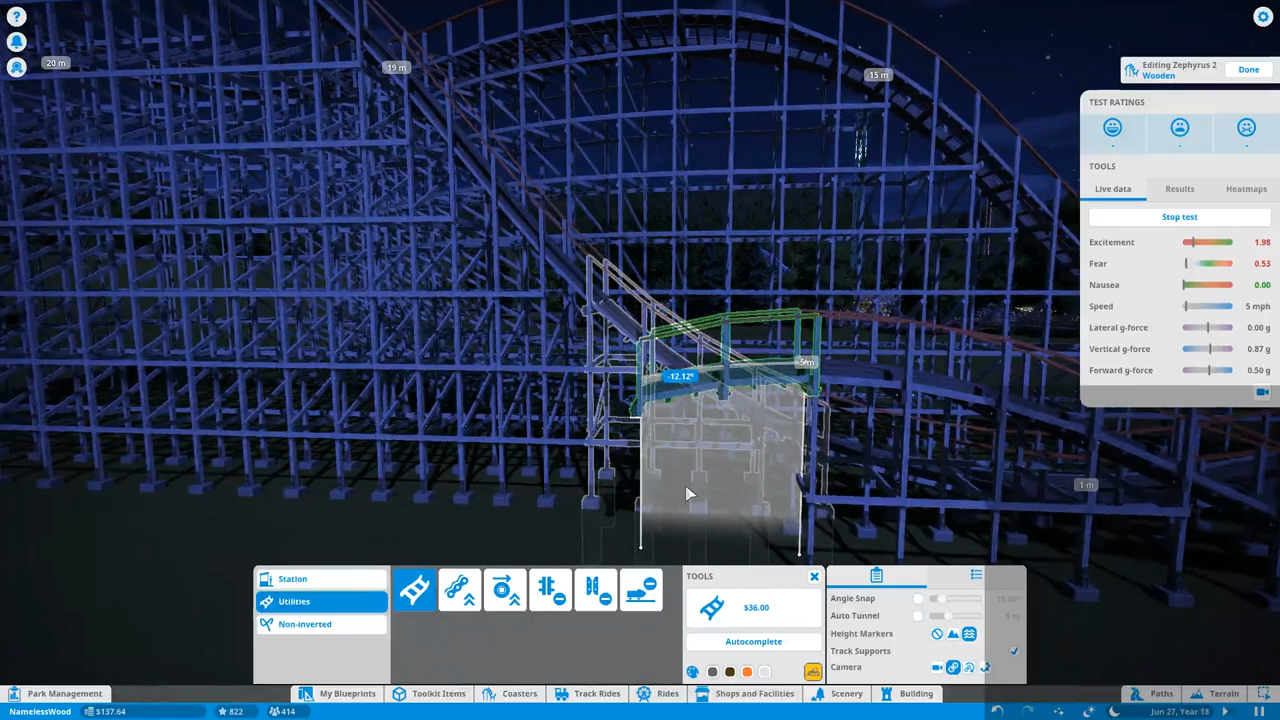 ?
20 m
19 m
15 m
Editing Zephyrus 2
Wooden
Done
TEST RATINGS
- - -
TOOLS
Live data Results Heatmaps
Stop test
Excitement 1.98
Fear 0.53
Nausea 0.00
Speed 5 mph
Lateral g-force 0.00 g
Vertical g-force 0.87 g
Forward g-force 0.50 g
5m
-12.12°
1 m
Station
Utilities
Non-inverted
TOOLS
$36.00
Autocomplete
Angle Snap 15.00°
Auto Tunnel 5 m
Height Markers
Track Supports
Camera
Park Management My Blueprints Toolkit Items Coasters Track Rides Rides Shops and Facilities Scenery Building Paths Terrain
NamelessWood $137.64 822 414 Jun 27, Year 18